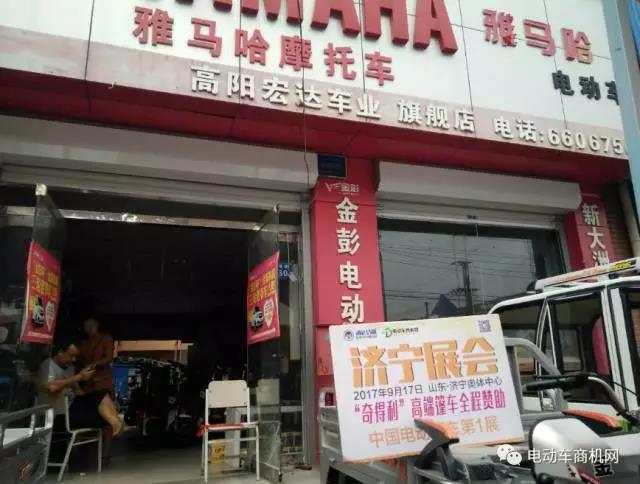 YAMAHA
雅马哈
雅马哈摩托车
电动车
高阳宏达车业 旗舰店 电话:660675
金彭
金彭电动
新大洲
济宁展会
2017年9月17日 山东·济宁奥体中心
"奇得利"高端篷车全程赞助
中国电动 车第1展
电动车商机网